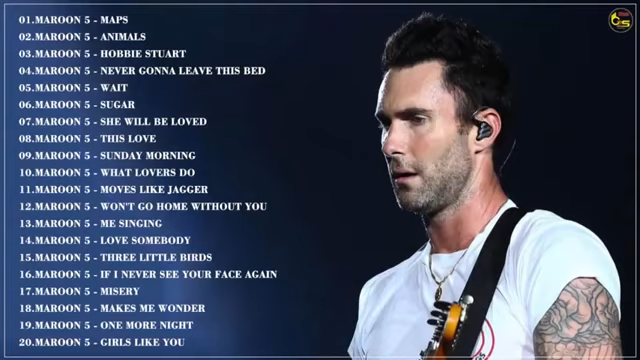 01.MAROON 5 - MAPS
02.MAROON 5 - ANIMALS
03.MAROON 5 - HOBBIE STUART
04.MAROON 5 - NEVER GONNA LEAVE THIS BED
05.MAROON 5 - WAIT
06.MAROON 5 - SUGAR
07.MAROON 5 - SHE WILL BE LOVED
08.MAROON 5 - THIS LOVE
09.MAROON 5 - SUNDAY MORNING
10.MAROON 5 - WHAT LOVERS DO
11.MAROON 5 - MOVES LIKE JAGGER
12.MAROON 5 - WON'T GO HOME WITHOUT YOU
13.MAROON 5 - ME SINGING
14.MAROON 5 - LOVE SOMEBODY
15.MAROON 5 - THREE LITTLE BIRDS
16.MAROON 5 - IF I NEVER SEE YOUR FACE AGAIN
17.MAROON 5 - MISERY
18.MAROON 5 - MAKES ME WONDER
19.MAROON 5 - ONE MORE NIGHT
20.MAROON 5 - GIRLS LIKE YOU